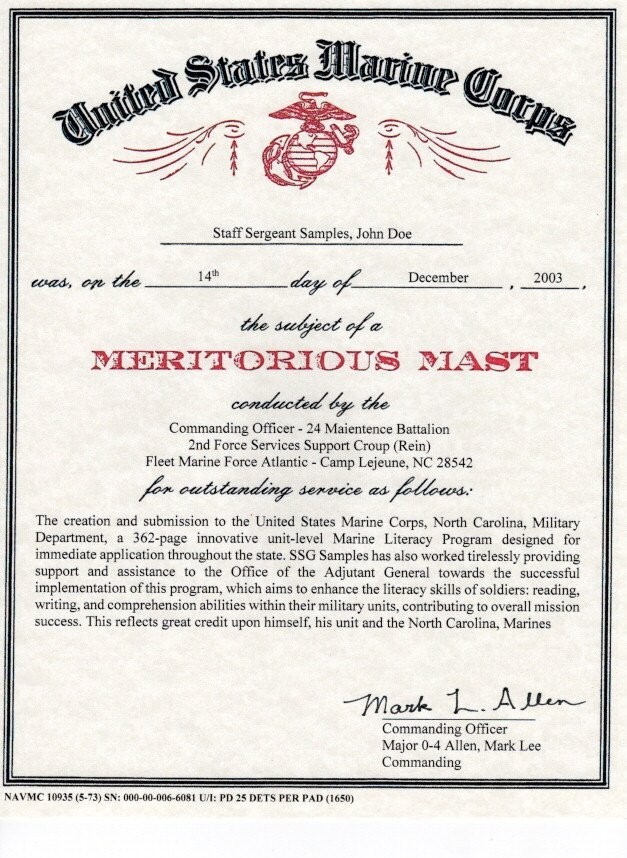 United States Marine Corps
Staff Sergeant Samples, John Doe
was, on the 14th day of December, 2003,
the subject of a
MERITORIOUS MAST
conducted by the
Commanding Officer - 24 Maientence Battalion
2nd Force Services Support Croup (Rein)
Fleet Marine Force Atlantic - Camp Lejeune, NC 28542
for outstanding service as follows:
The creation and submission to the United States Marine Corps, North Carolina, Military
Department, a 362-page innovative unit-level Marine Literacy Program designed for
immediate application throughout the state. SSG Samples has also worked tirelessly providing
support and assistance to the Office of the Adjutant General towards the successful
implementation of this program, which aims to enhance the literacy skills of soldiers: reading,
writing, and comprehension abilities within their military units, contributing to overall mission
success. This reflects great credit upon himself, his unit and the North Carolina, Marines
Mark L. Allen
Commanding Officer
Major 0-4 Allen, Mark Lee
Commanding
NAVMC 10935 (5-73) SN: 000-00-006-6081 U/I: PD 25 DETS PER PAD (1650)